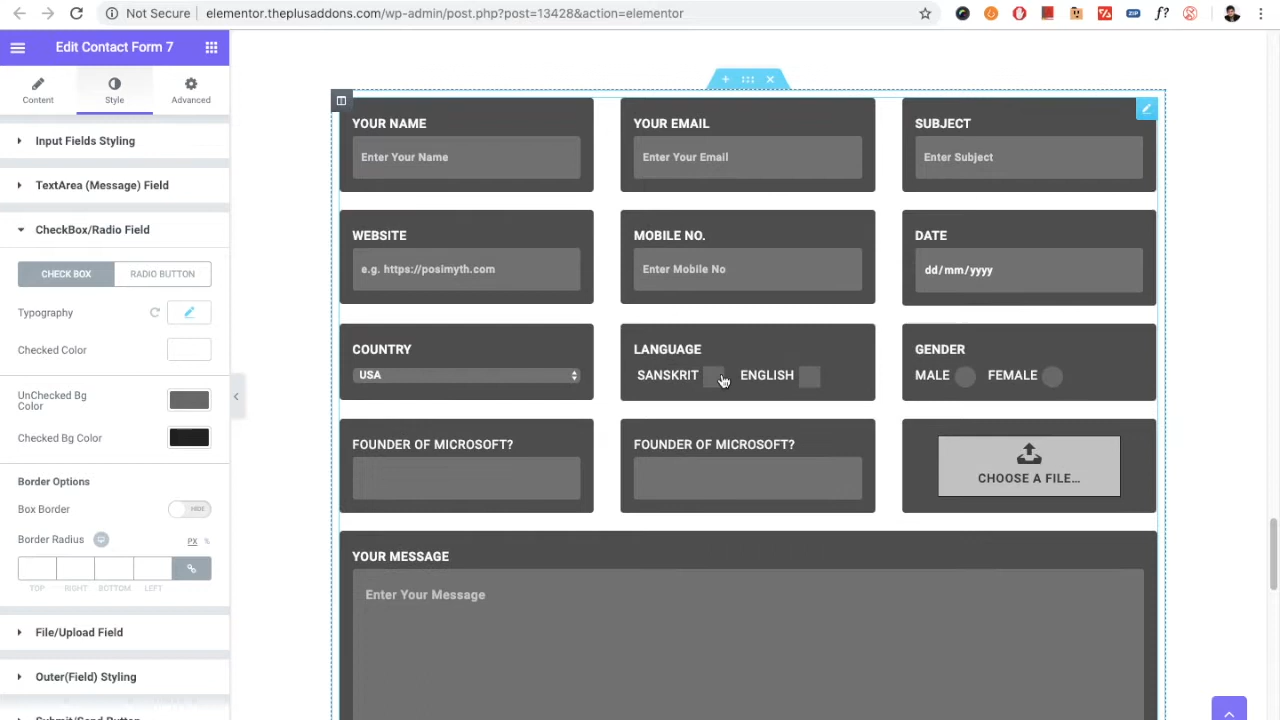 Not Secure
elementor.theplusaddons.com/wp-admin/post.php?post=13428&action=elementor
Edit Contact Form 7
Content
Style
Advanced
Input Fields Styling
TextArea (Message) Field
CheckBox/Radio Field
CHECK BOX
RADIO BUTTON
Typography
Checked Color
UnChecked Bg
Color
Checked Bg Color
Border Options
Box Border
HIDE
Border Radius
PX %
TOP RIGHT BOTTOM LEFT
File/Upload Field
Outer(Field) Styling
Submit/Send Button
YOUR NAME
Enter Your Name
YOUR EMAIL
Enter Your Email
SUBJECT
Enter Subject
WEBSITE
e.g. https://posimyth.com
MOBILE NO.
Enter Mobile No
DATE
dd/mm/yyyy
COUNTRY
USA
LANGUAGE
SANSKRIT ENGLISH
GENDER
MALE FEMALE
FOUNDER OF MICROSOFT?
FOUNDER OF MICROSOFT?
CHOOSE A FILE...
YOUR MESSAGE
Enter Your Message